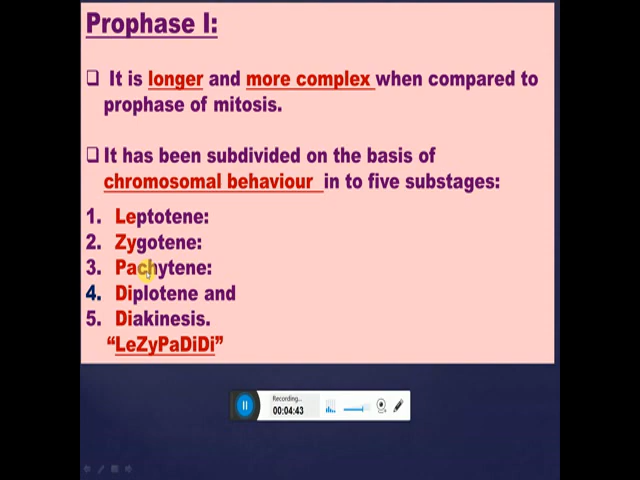 Prophase I:
It is longer and more complex when compared to
prophase of mitosis.
It has been subdivided on the basis of
chromosomal behaviour in to five substages:
1. Leptotene:
2. Zygotene:
3. Pachytene:
4. Diplotene and
5. Diakinesis.
“LeZyPaDiDi”
Recording...
00:04:43